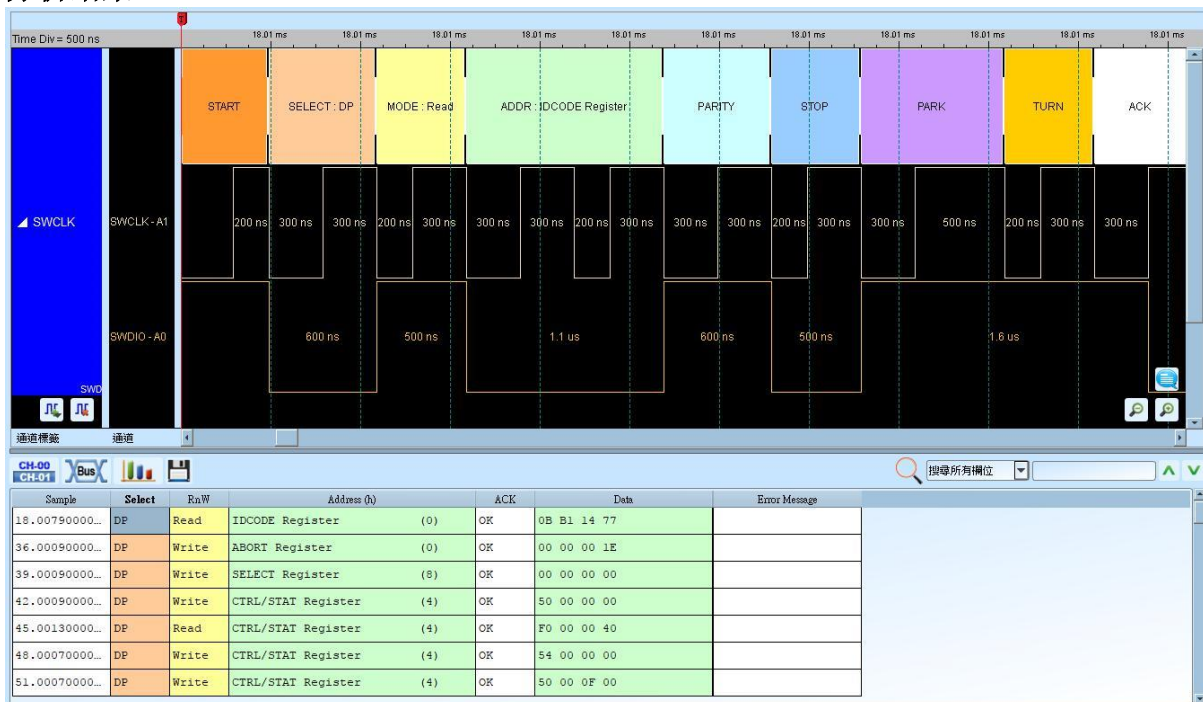 Time Div = 500 ns
18.01 ms 18.01 ms 18.01 ms 18.01 ms 18.01 ms 18.01 ms 18.01 ms 18.01 ms 18.01 ms 18.01 ms 18.01 ms
START SELECT : DP MODE : Read ADDR : IDCODE Register PARITY STOP PARK TURN ACK
SWCLK SWCLK - A1 200 ns 300 ns 300 ns 200 ns 300 ns 300 ns 300 ns 200 ns 300 ns 300 ns 300 ns 200 ns 300 ns 300 ns 500 ns 200 ns 300 ns 300 ns
SWDIO - A0 600 ns 500 ns 1.1 us 600 ns 500 ns 1.6 us
SWD
通道標籤 通道
CH-00 Bus 搜尋所有欄位
CH-01
Sample Select RnW Address (h) ACK Data Error Message
18.00790000... DP Read IDCODE Register (0) OK 0B B1 14 77
36.00090000... DP Write ABORT Register (0) OK 00 00 00 1E
39.00090000... DP Write SELECT Register (8) OK 00 00 00 00
42.00090000... DP Write CTRL/STAT Register (4) OK 50 00 00 00
45.00130000... DP Read CTRL/STAT Register (4) OK F0 00 00 40
48.00070000... DP Write CTRL/STAT Register (4) OK 54 00 00 00
51.00070000... DP Write CTRL/STAT Register (4) OK 50 00 0F 00